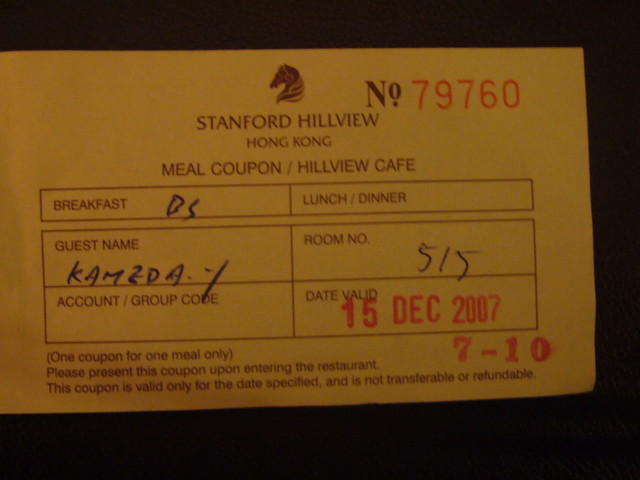 Nº 79760
STANFORD HILLVIEW
HONG KONG
MEAL COUPON / HILLVIEW CAFE
BREAKFAST BS LUNCH / DINNER
GUEST NAME ROOM NO.
KAMEDA.-Y 515
ACCOUNT / GROUP CODE DATE VALID
15 DEC 2007
7-10
(One coupon for one meal only)
Please present this coupon upon entering the restaurant.
This coupon is valid only for the date specified, and is not transferable or refundable.